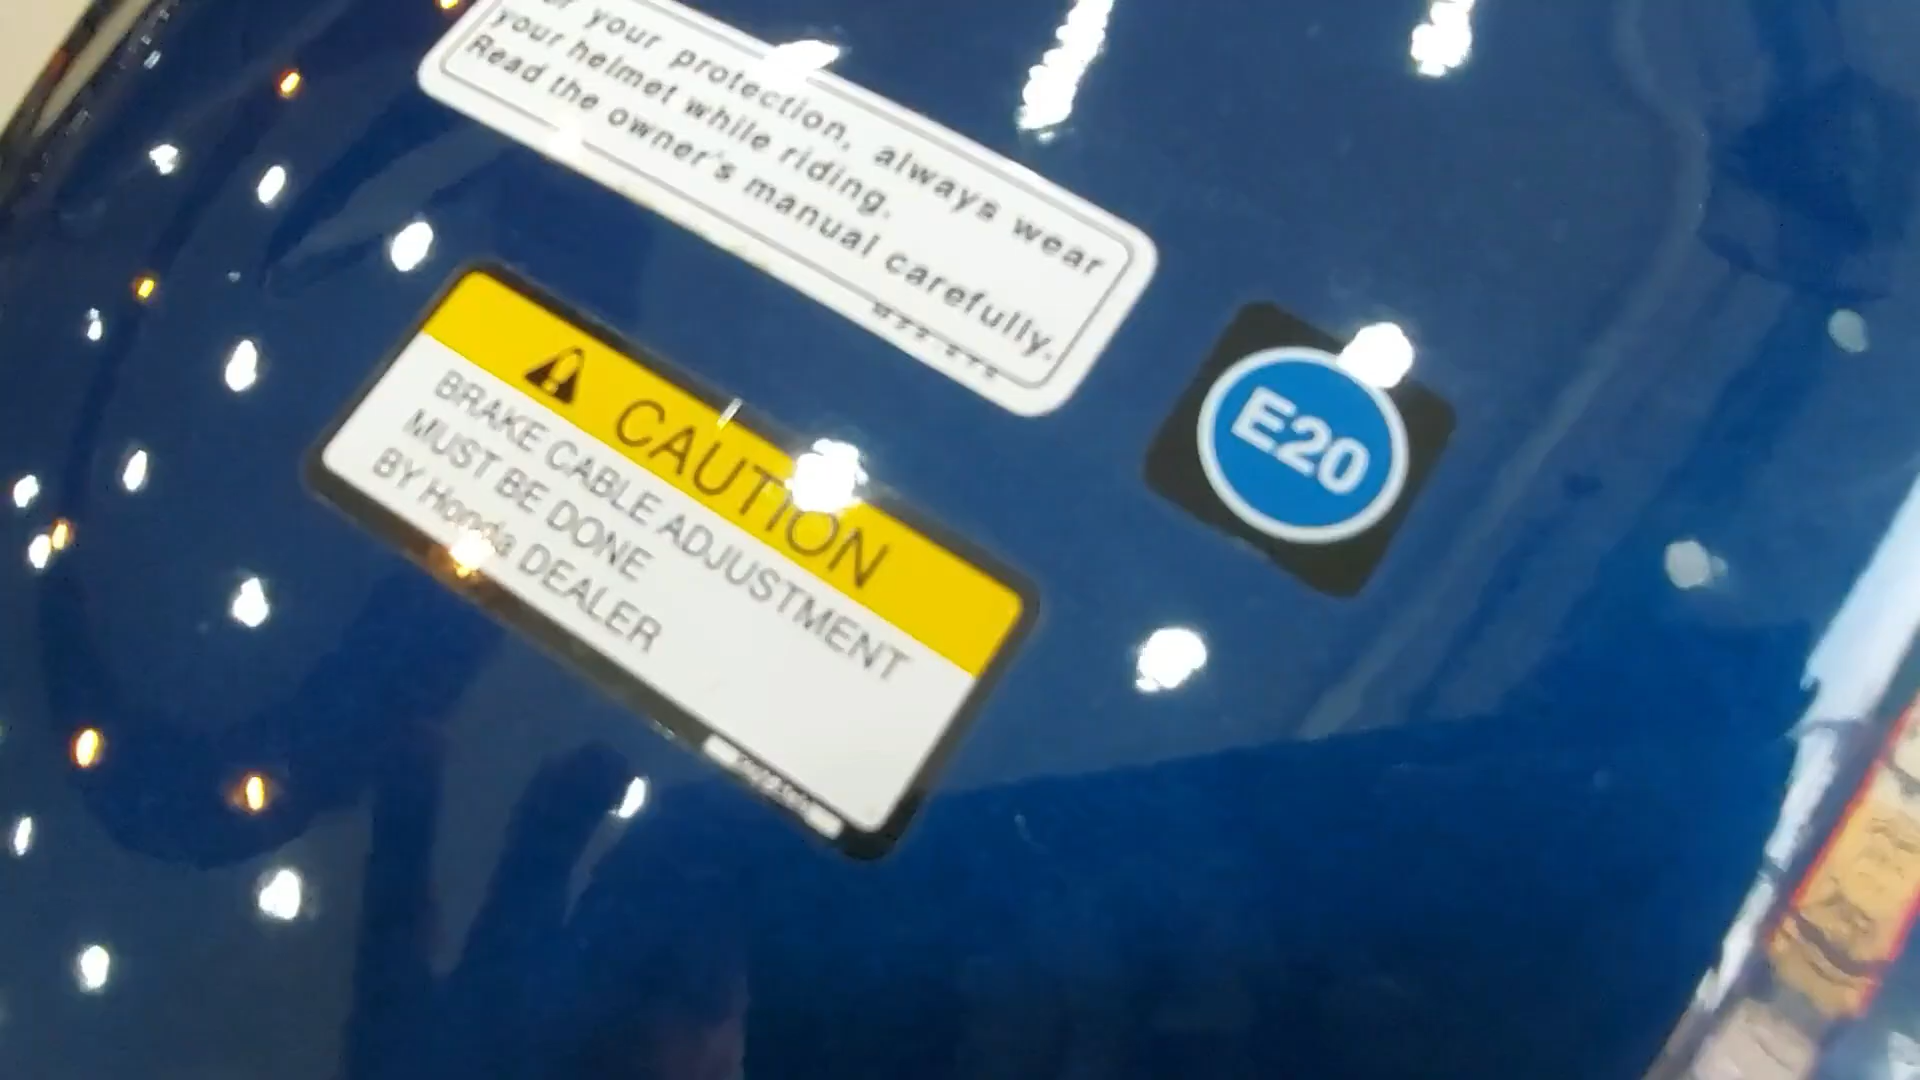 your protection, always wear
your helmet while riding.
Read the owner's manual carefully.
CAUTION
BRAKE CABLE ADJUSTMENT
MUST BE DONE
BY Honda DEALER
E20